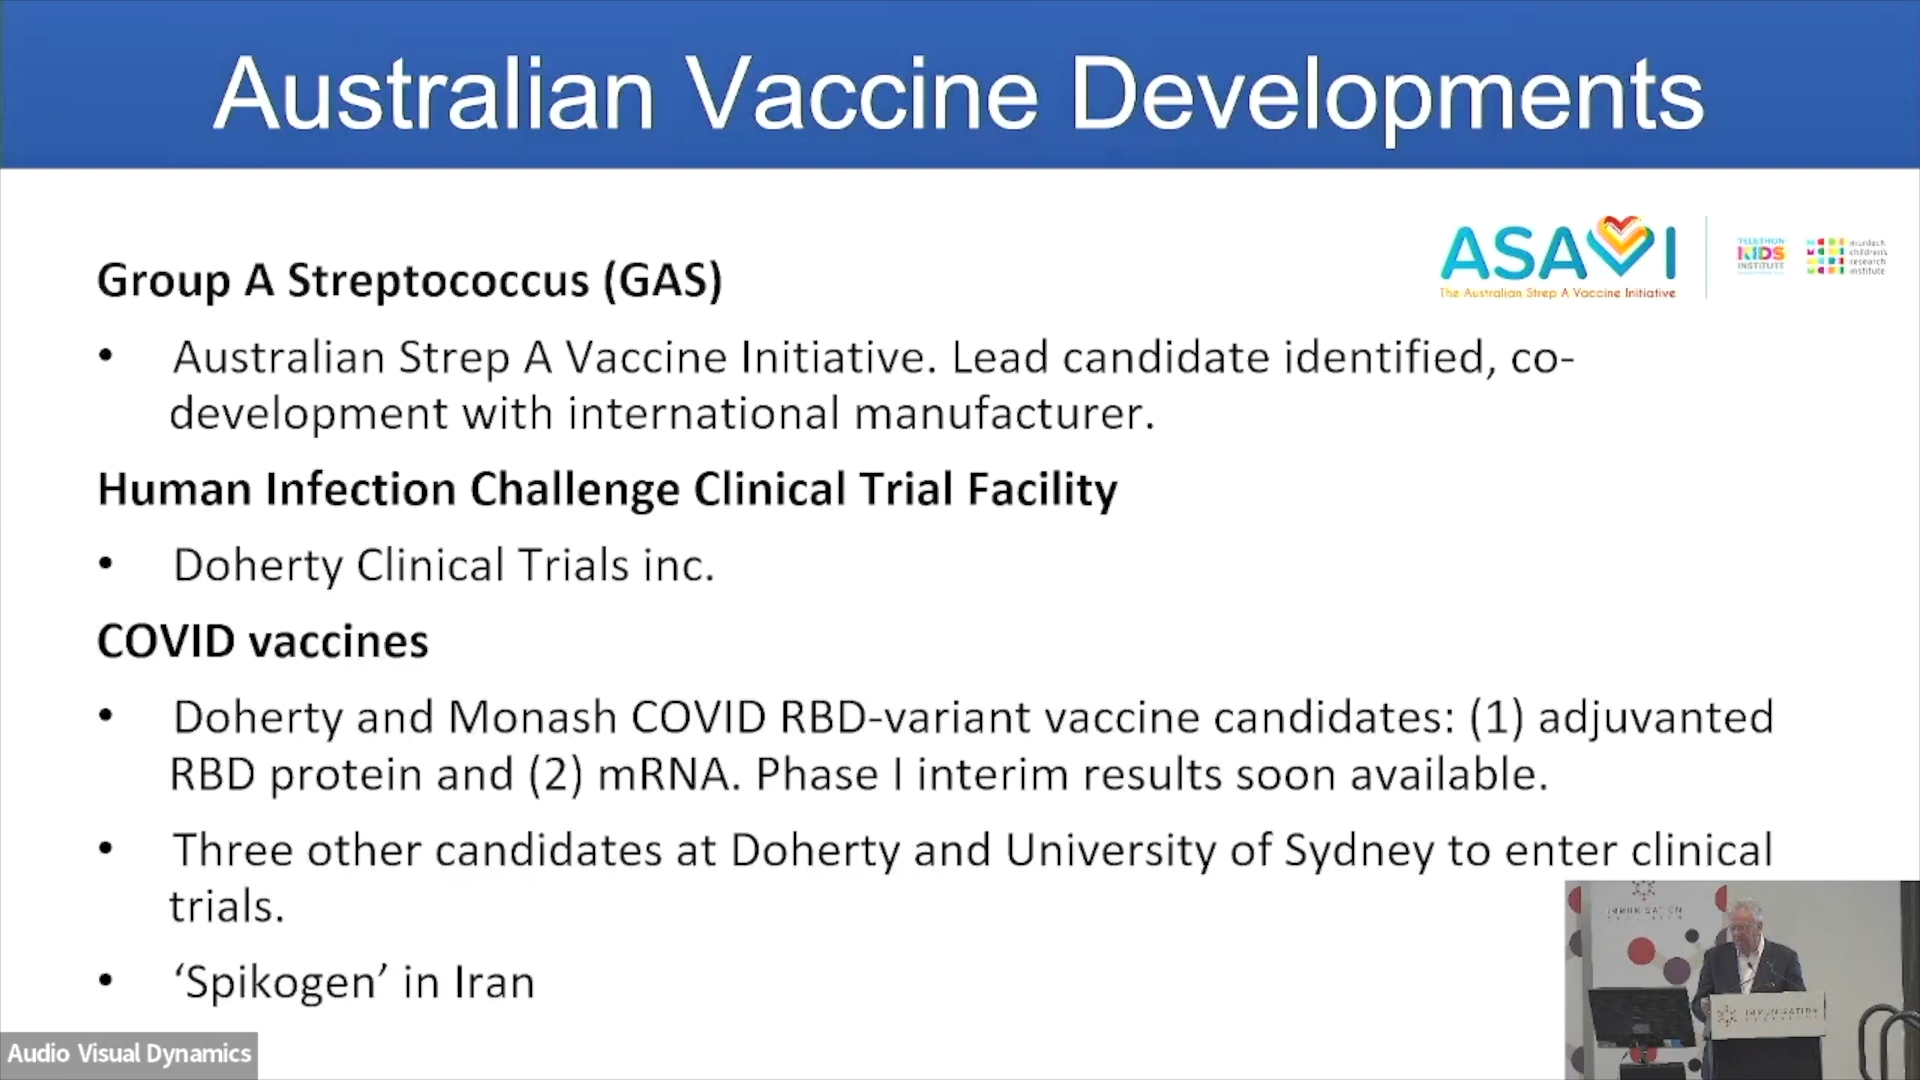 Australian Vaccine Developments
ASAVI
The Australian Strep A Vaccine Initiative
TELETHON
KIDS
INSTITUTE
murdoch
children's
research
institute
Group A Streptococcus (GAS)
• Australian Strep A Vaccine Initiative. Lead candidate identified, co-
development with international manufacturer.
Human Infection Challenge Clinical Trial Facility
• Doherty Clinical Trials inc.
COVID vaccines
• Doherty and Monash COVID RBD-variant vaccine candidates: (1) adjuvanted
RBD protein and (2) mRNA. Phase I interim results soon available.
• Three other candidates at Doherty and University of Sydney to enter clinical
trials.
• ‘Spikogen’ in Iran
IMMUNISATION
IMMUNISATION
Audio Visual Dynamics